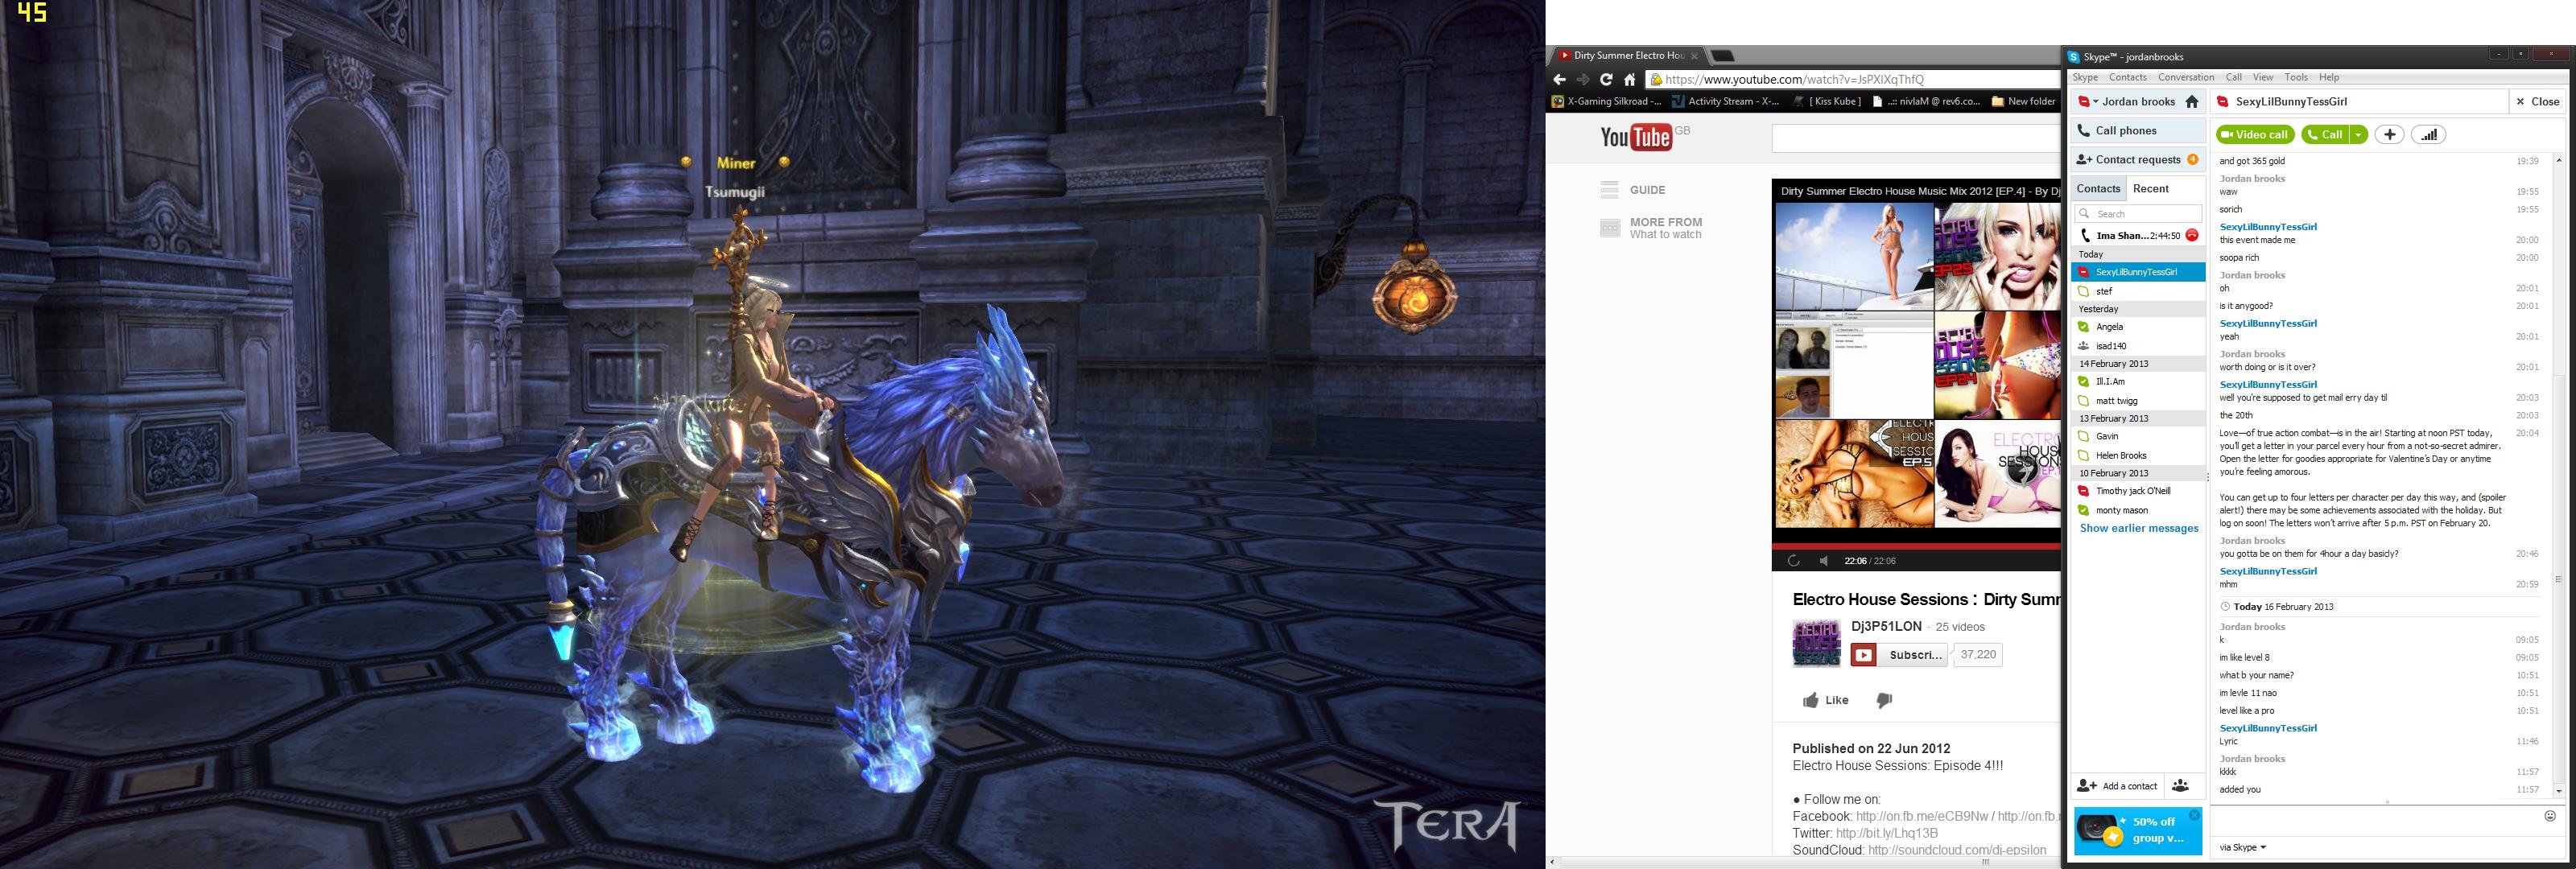 45
Miner
Tsumugii
TERA
Dirty Summer Electro Hou
https://www.youtube.com/watch?v=JsPXlXqThfQ
X-Gaming Silkroad -...
Activity Stream - X-...
[ Kiss Kube ]
..:: nivlaM @ rev6.co...
New folder
YouTube GB
GUIDE
MORE FROM
What to watch
Dirty Summer Electro House Music Mix 2012 [EP.4] - By Dj
EP25
HOUSE
SESSIONS
EP24
HOUSE
EP.5
ELECTRO
HOUSE
SESSIONS
22:06 / 22:06
Electro House Sessions : Dirty Summ
Dj3P51LON · 25 videos
Subscri...
37,220
Like
Published on 22 Jun 2012
Electro House Sessions: Episode 4!!!
● Follow me on:
Facebook: http://on.fb.me/eCB9Nw / http://on.fb.
Twitter: http://bit.ly/Lhq13B
SoundCloud: http://soundcloud.com/dj-epsilon
Skype™ - jordanbrooks
Skype Contacts Conversation Call View Tools Help
Jordan brooks
Call phones
Contact requests 4
Contacts Recent
Search
Ima Shan... 2:44:50
Today
SexyLilBunnyTessGirl
stef
Yesterday
Angela
isad140
14 February 2013
Ill.I.Am
matt twigg
13 February 2013
Gavin
Helen Brooks
10 February 2013
Timothy jack O'Neill
monty mason
Show earlier messages
Add a contact
50% off
group v...
SexyLilBunnyTessGirl
Close
Video call
Call
and got 365 gold 19:39
Jordan brooks
waw 19:55
sorich 19:55
SexyLilBunnyTessGirl
this event made me 20:00
soopa rich 20:00
Jordan brooks
oh 20:01
is it anygood? 20:01
SexyLilBunnyTessGirl
yeah 20:01
Jordan brooks
worth doing or is it over? 20:01
SexyLilBunnyTessGirl
well you're supposed to get mail erry day til 20:03
the 20th 20:03
Love—of true action combat—is in the air! Starting at noon PST today, 20:04
you'll get a letter in your parcel every hour from a not-so-secret admirer.
Open the letter for goodies appropriate for Valentine's Day or anytime
you're feeling amorous.
You can get up to four letters per character per day this way, and (spoiler
alert!) there may be some achievements associated with the holiday. But
log on soon! The letters won't arrive after 5 p.m. PST on February 20.
Jordan brooks
you gotta be on them for 4hour a day basicly? 20:46
SexyLilBunnyTessGirl
mhm 20:59
Today 16 February 2013
Jordan brooks
k 09:05
im like level 8 09:05
what b your name? 10:51
im levle 11 nao 10:51
level like a pro 10:51
SexyLilBunnyTessGirl
Lyric 11:46
Jordan brooks
kkkk 11:57
added you 11:57
via Skype